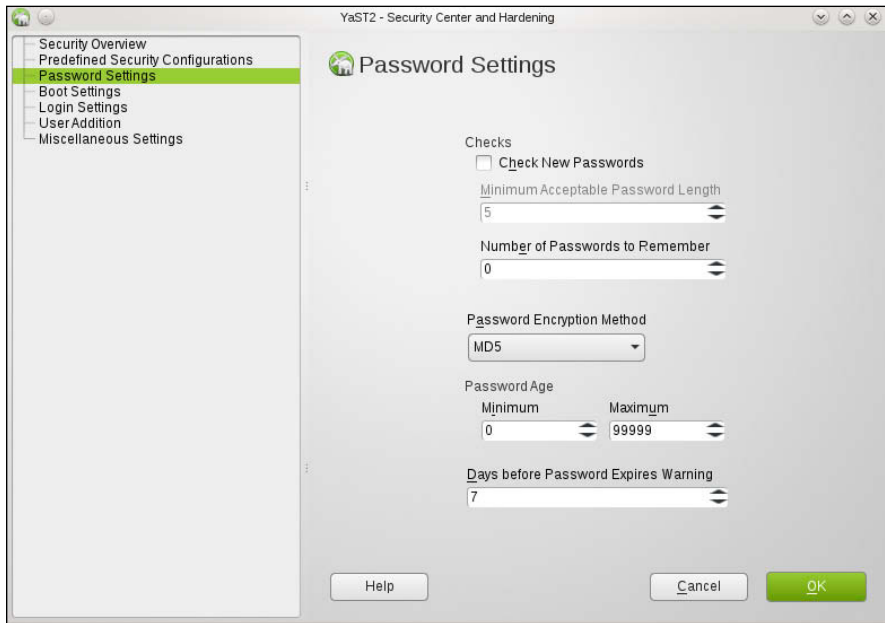 YaST2 - Security Center and Hardening
Security Overview
Predefined Security Configurations
Password Settings
Boot Settings
Login Settings
User Addition
Miscellaneous Settings
Password Settings
Checks
Check New Passwords
Minimum Acceptable Password Length
5
Number of Passwords to Remember
0
Password Encryption Method
MD5
Password Age
Minimum Maximum
0 99999
Days before Password Expires Warning
7
Help Cancel OK